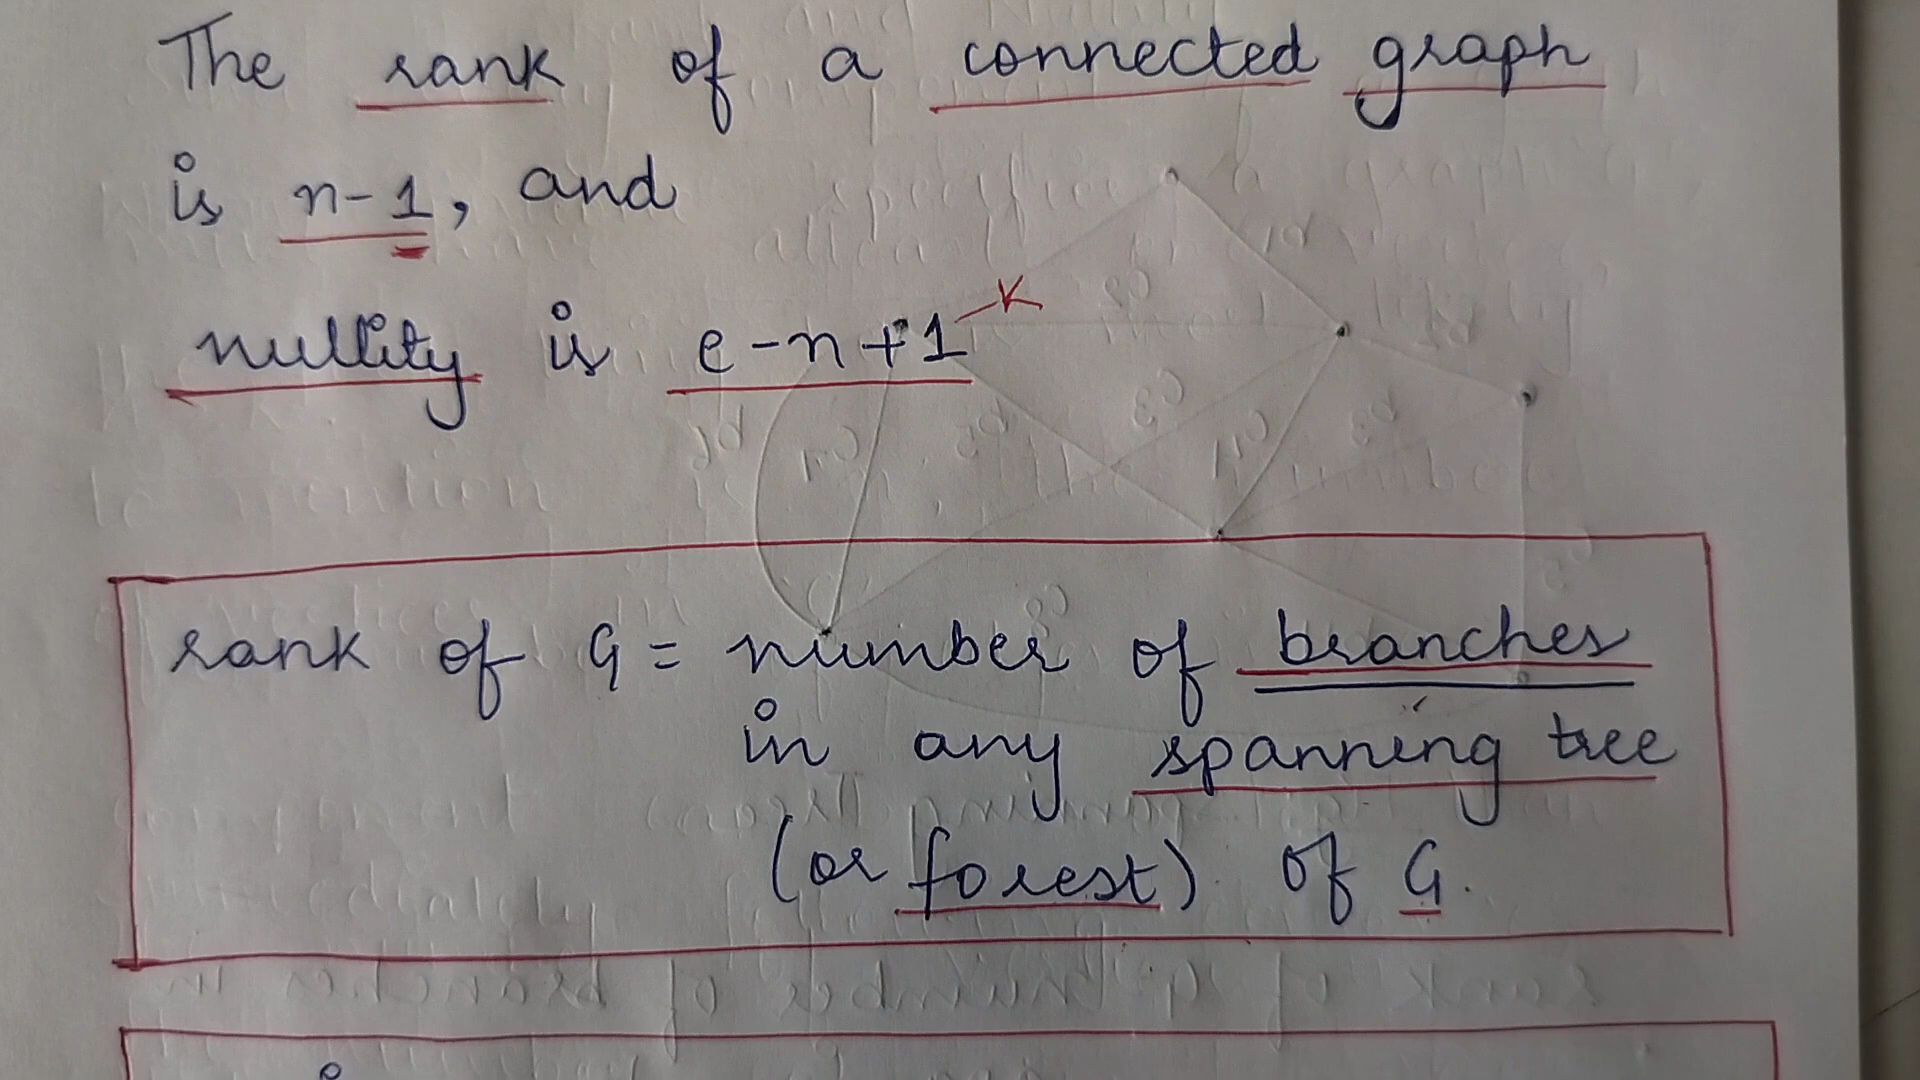 The rank of a connected graph
is n-1, and
K
nullity is e-n+1
rank of G = number of branches
in any spanning tree
(or forest) of G.